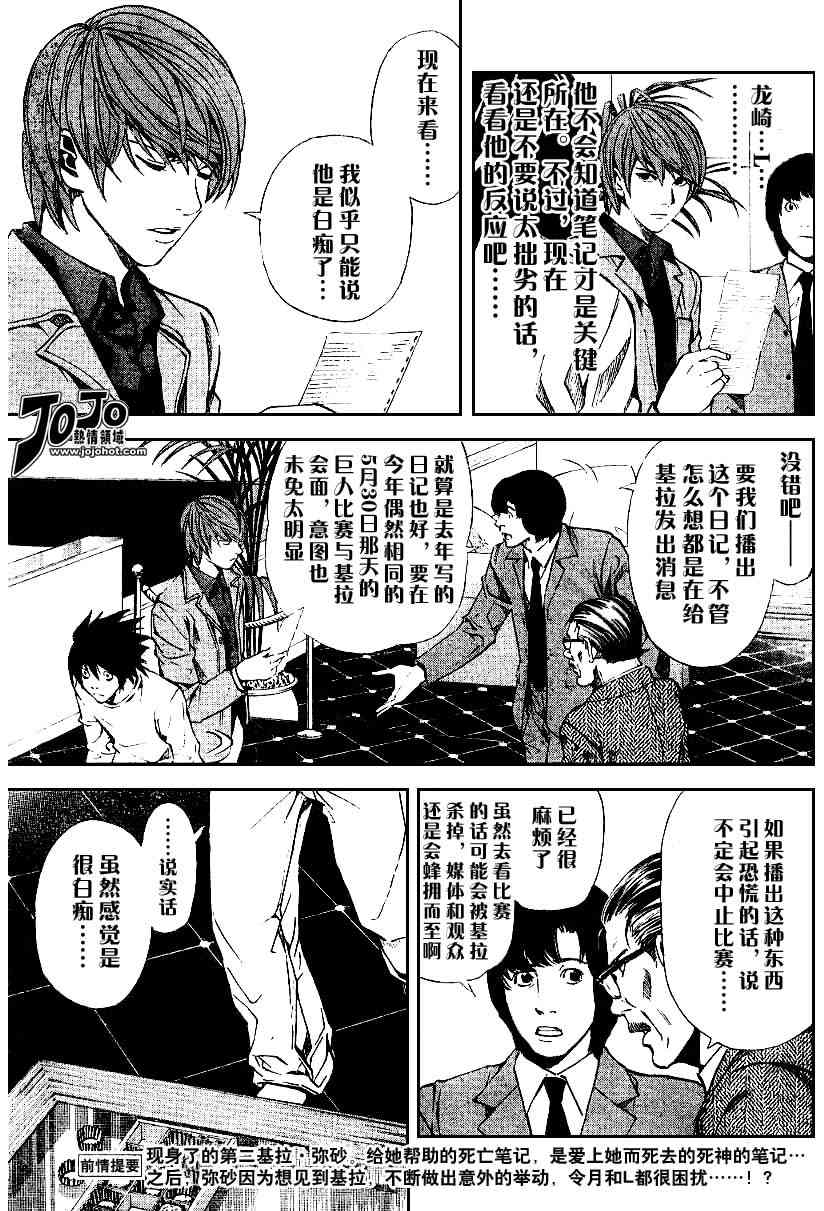 龙崎…L…
………
他不会知道笔记才是关键
所在。不过，现在
还是不要说太拙劣的话，
看看他的反应吧……
现在来看……
我似乎只能说
他是白痴了…
JOJO
熱情領域
www.jojohot.com
没错吧——
要我们播出
这个日记，不管
怎么想都是在给
基拉发出消息
就算是去年写的
日记也好，要在
今年偶然相同的
5月30日那天的
巨人比赛与基拉
会面，意图也
未免太明显
如果播出这种东西
引起恐慌的话，说
不定会中止比赛……
已经很
麻烦了
虽然去看比赛
的话可能会被基拉
杀掉，媒体和观众
还是会蜂拥而至啊
……说实话
虽然感觉是
很白痴……
前情提要
现身了的第二基拉·弥砂。给她帮助的死亡笔记，是爱上她而死去的死神的笔记…
之后，弥砂因为想见到基拉，不断做出意外的举动，令月和L都很困扰……！？